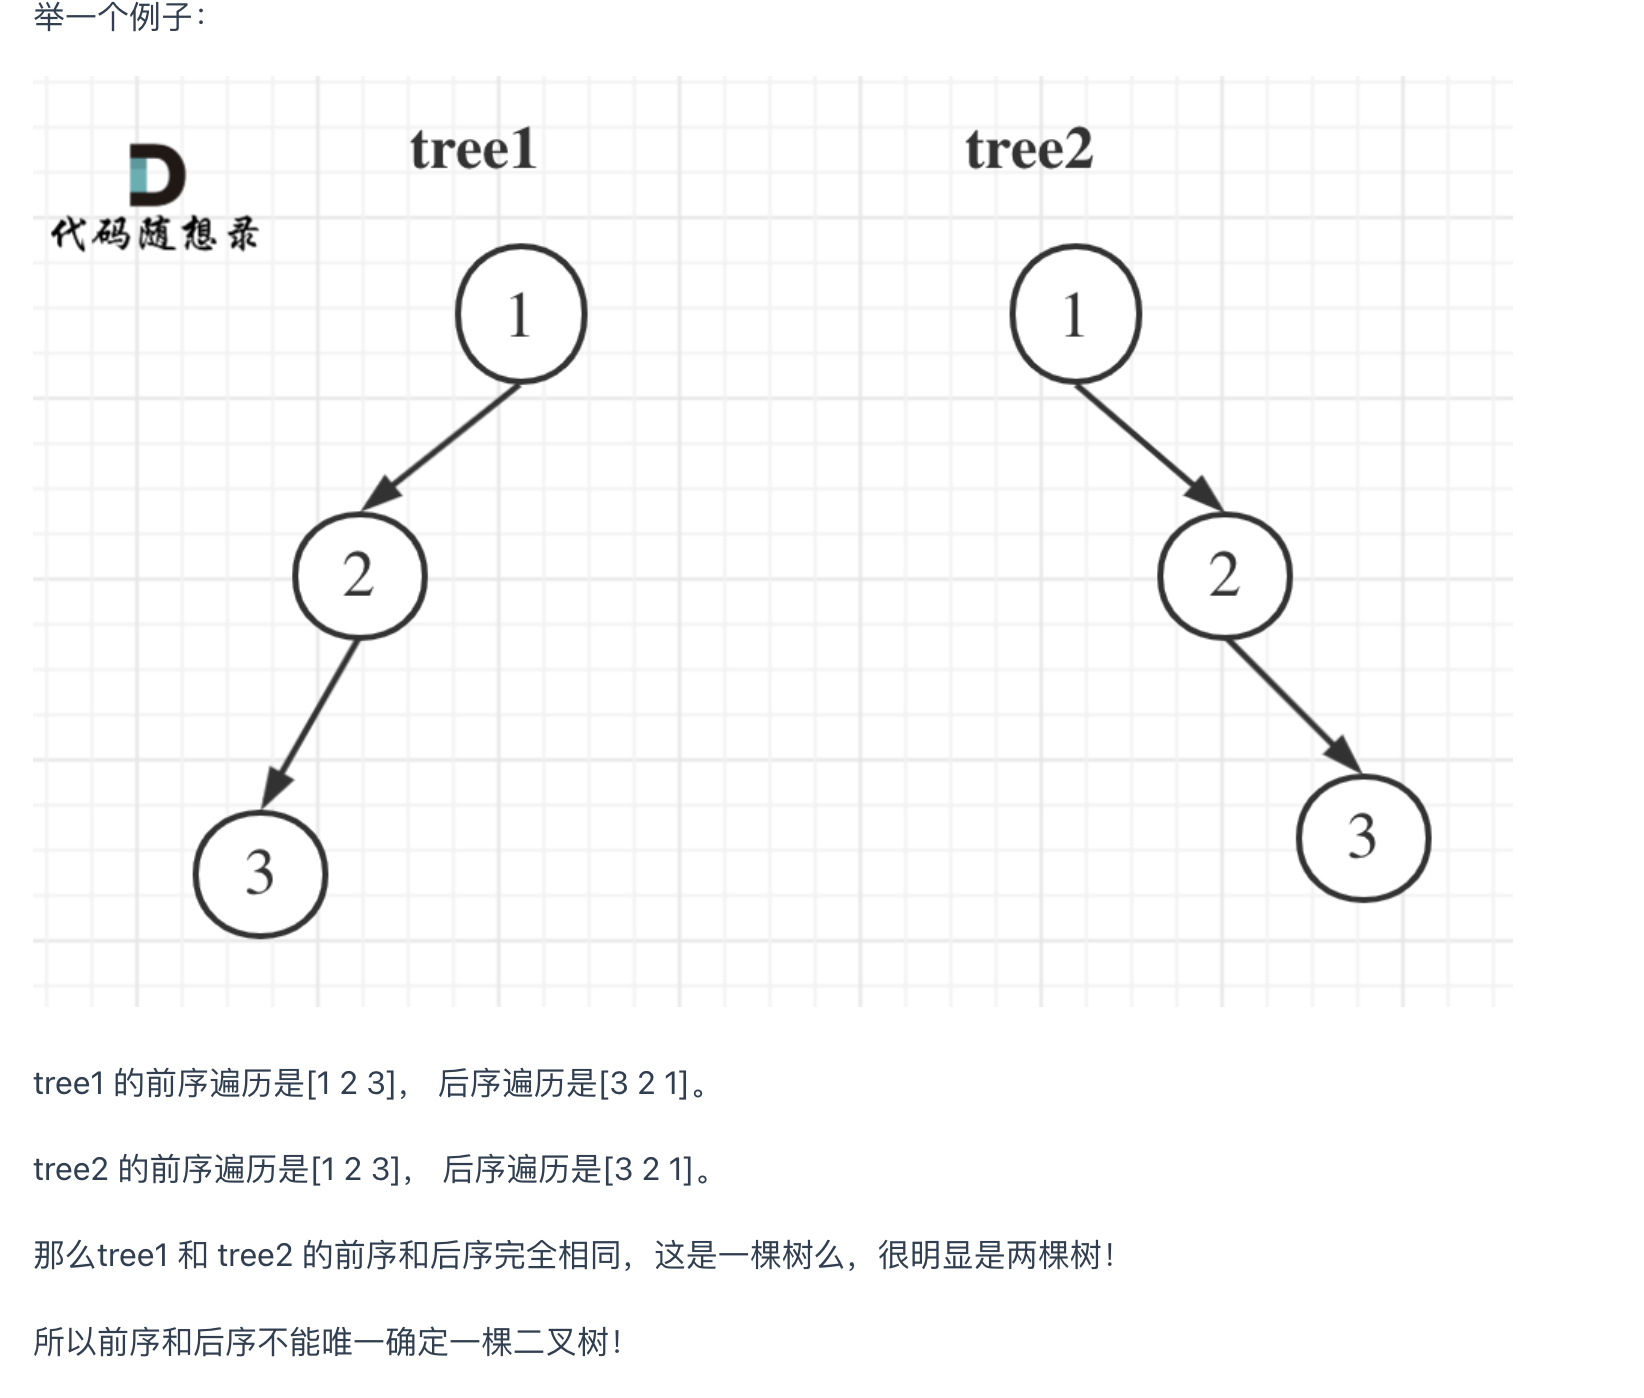 举一个例子：
tree1
tree2
代码随想录
1
1
2
2
3
3
tree1 的前序遍历是[1 2 3]， 后序遍历是[3 2 1]。
tree2 的前序遍历是[1 2 3]， 后序遍历是[3 2 1]。
那么tree1 和 tree2 的前序和后序完全相同，这是一棵树么，很明显是两棵树！
所以前序和后序不能唯一确定一棵二叉树！